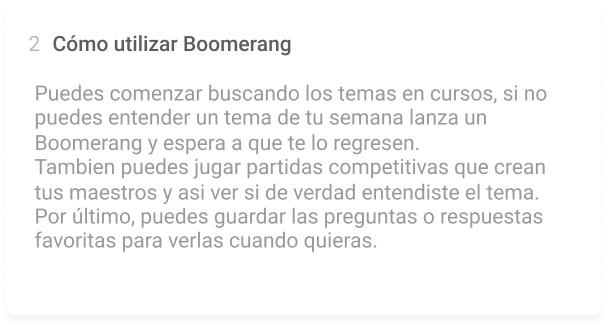 2 Cómo utilizar Boomerang
Puedes comenzar buscando los temas en cursos, si no
puedes entender un tema de tu semana lanza un
Boomerang y espera a que te lo regresen.
Tambien puedes jugar partidas competitivas que crean
tus maestros y asi ver si de verdad entendiste el tema.
Por último, puedes guardar las preguntas o respuestas
favoritas para verlas cuando quieras.